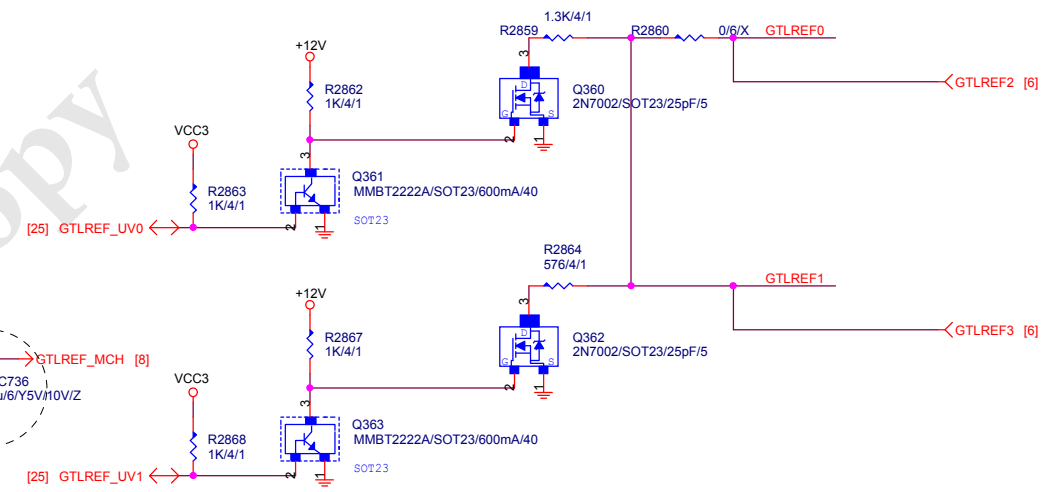 1.3K/4/1
R2859
R2860
0/6/X
GTLREF0
+12V
3
R2862
1K/4/1
D
G
S
Q360
2N7002/SOT23/25pF/5
GTLREF2 [6]
VCC3
2
1
3
Q361
MMBT2222A/SOT23/600mA/40
R2863
1K/4/1
SOT23
[25] GTLREF_UV0
2
1
opy
R2864
576/4/1
GTLREF1
+12V
3
R2867
1K/4/1
D
G
S
Q362
2N7002/SOT23/25pF/5
GTLREF3 [6]
GTLREF_MCH [8]
VCC3
2
1
C736
u/6/Y5V/10V/Z
3
Q363
MMBT2222A/SOT23/600mA/40
R2868
1K/4/1
SOT23
[25] GTLREF_UV1
2
1